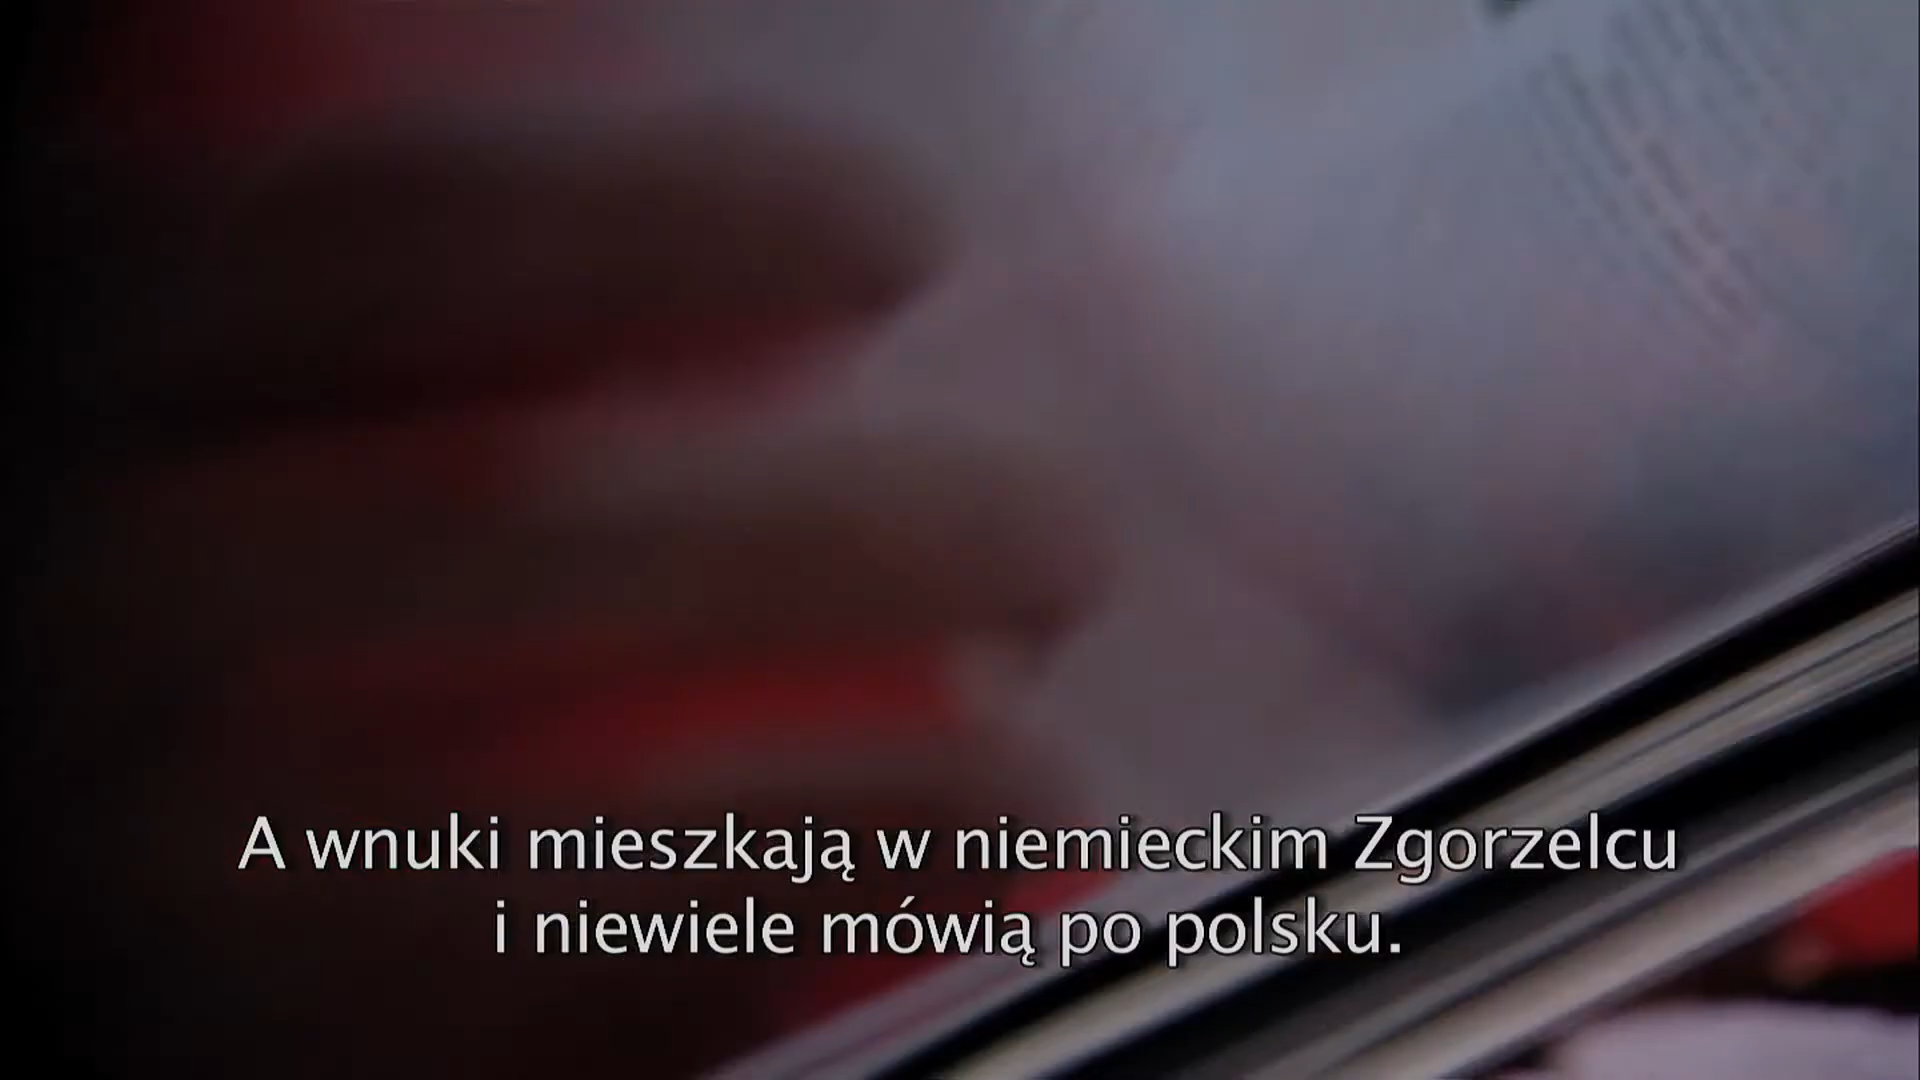 A wnuki mieszkają w niemieckim Zgorzelcu
i niewiele mówią po polsku.